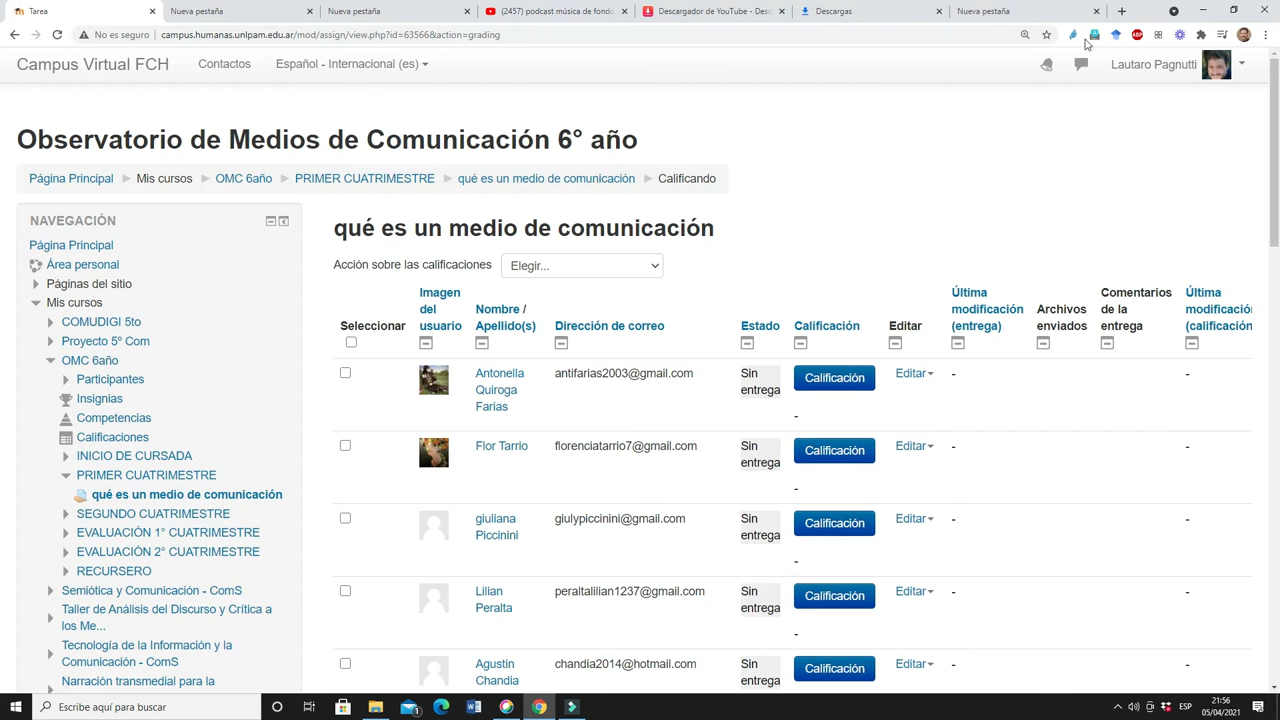 Tarea
Nueva pestaña
Nueva pestaña
(2457) podcast música de fondo
Descargador de YouTube - Desc
Descargas
Nueva pestaña
No es seguro | campus.humanas.unlpam.edu.ar/mod/assign/view.php?id=63566&action=grading
ABP
Campus Virtual FCH
Contactos
Español - Internacional (es)
Lautaro Pagnutti
Observatorio de Medios de Comunicación 6° año
Página Principal
Mis cursos
OMC 6año
PRIMER CUATRIMESTRE
qué es un medio de comunicación
Calificando
NAVEGACIÓN
Página Principal
Área personal
Páginas del sitio
Mis cursos
COMUDIGI 5to
Proyecto 5º Com
OMC 6año
Participantes
Insignias
Competencias
Calificaciones
INICIO DE CURSADA
PRIMER CUATRIMESTRE
qué es un medio de comunicación
SEGUNDO CUATRIMESTRE
EVALUACIÓN 1° CUATRIMESTRE
EVALUACIÓN 2° CUATRIMESTRE
RECURSERO
Semiótica y Comunicación - ComS
Taller de Análisis del Discurso y Crítica a
los Me...
Tecnología de la Información y la
Comunicación - ComS
Narración transmedial para la
qué es un medio de comunicación
Acción sobre las calificaciones
Elegir...
Seleccionar
Imagen
del
usuario
Nombre /
Apellido(s)
Dirección de correo
Estado
Calificación
Editar
Última
modificación
(entrega)
Archivos
enviados
Comentarios
de la
entrega
Última
modificación
(calificación
Antonella
Quiroga
Farias
antifarias2003@gmail.com
Sin
entrega
Calificación
-
Editar
-
-
Flor Tarrio
florenciatarrio7@gmail.com
Sin
entrega
Calificación
-
Editar
-
-
giuliana
Piccinini
giulypiccinini@gmail.com
Sin
entrega
Calificación
-
Editar
-
-
Lilian
Peralta
peraltalilian1237@gmail.com
Sin
entrega
Calificación
-
Editar
-
-
Agustin
Chandia
chandia2014@hotmail.com
Sin
entrega
Calificación
Editar
-
-
Escribe aquí para buscar
1
ESP
21:56
05/04/2021